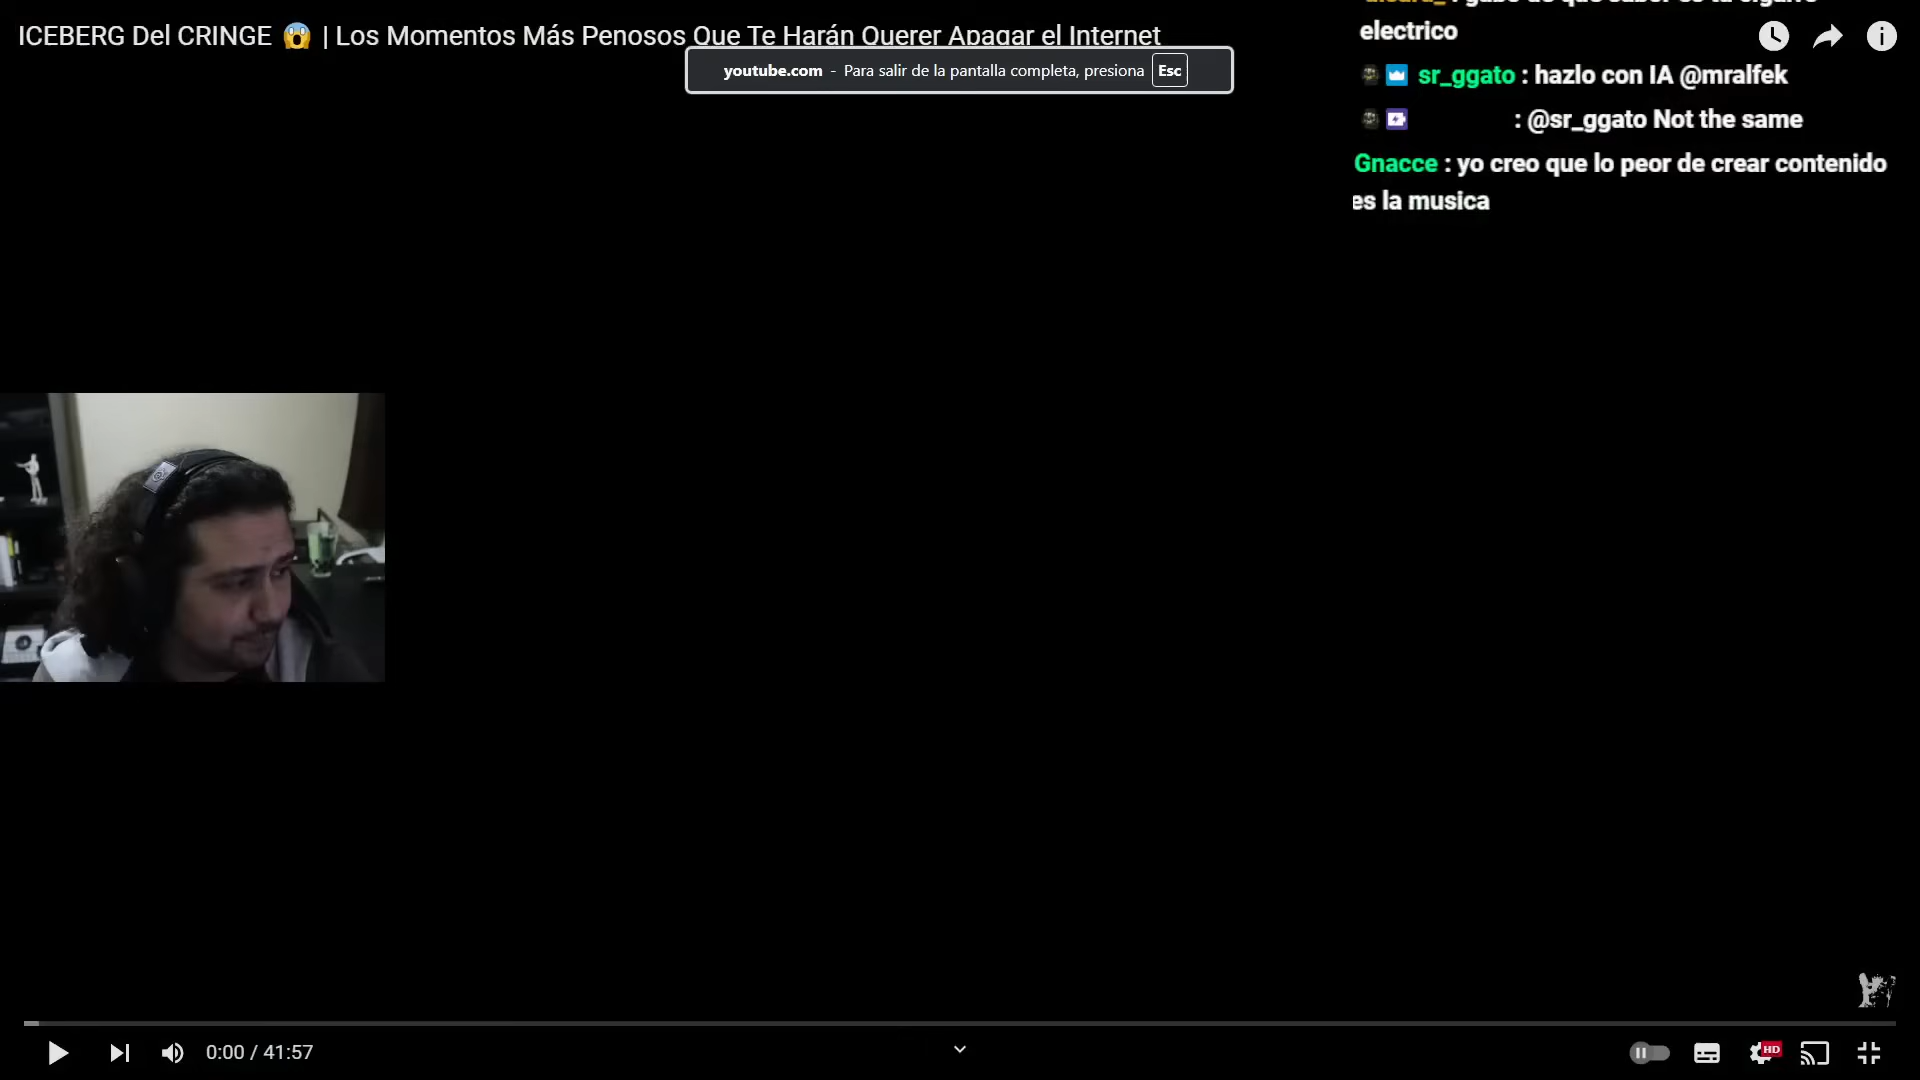 ICEBERG Del CRINGE 😱 | Los Momentos Más Penosos Que Te Harán Querer Apagar el Internet
youtube.com - Para salir de la pantalla completa, presiona Esc
electrico
sr_ggato : hazlo con IA @mralfek
: @sr_ggato Not the same
Gnacce : yo creo que lo peor de crear contenido
es la musica
0:00 / 41:57
HD